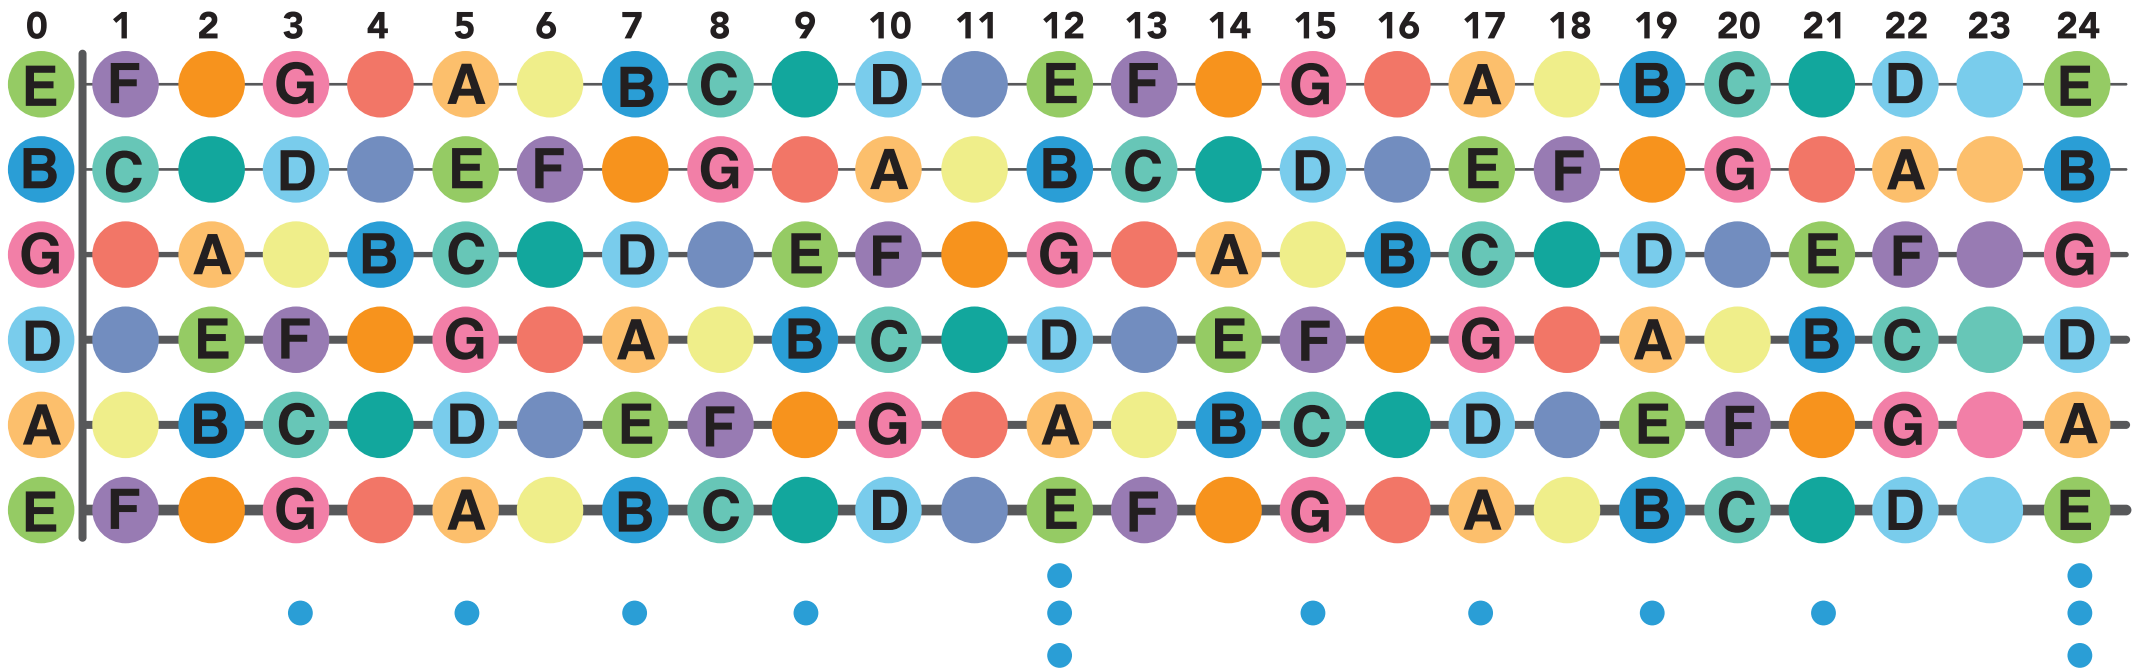 0 1 2 3 4 5 6 7 8 9 10 11 12 13 14 15 16 17 18 19 20 21 22 23 24
E F G A B C D E F G A B C D E
B C D E F G A B C D E F G A B
G A B C D E F G A B C D E F G
D E F G A B C D E F G A B C D
A B C D E F G A B C D E F G A
E F G A B C D E F G A B C D E